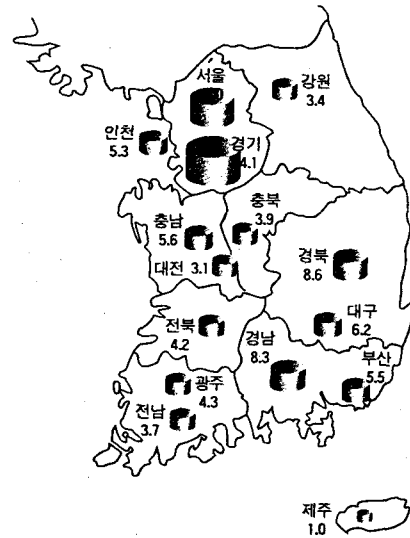 서울
강원
3.4
인천
5.3
경기
4.1
충북
3.9
충남
5.6
대전 3.1
경북
8.6
대구
6.2
전북
4.2
경남
8.3
부산
5.5
광주
4.3
전남
3.7
제주
1.0